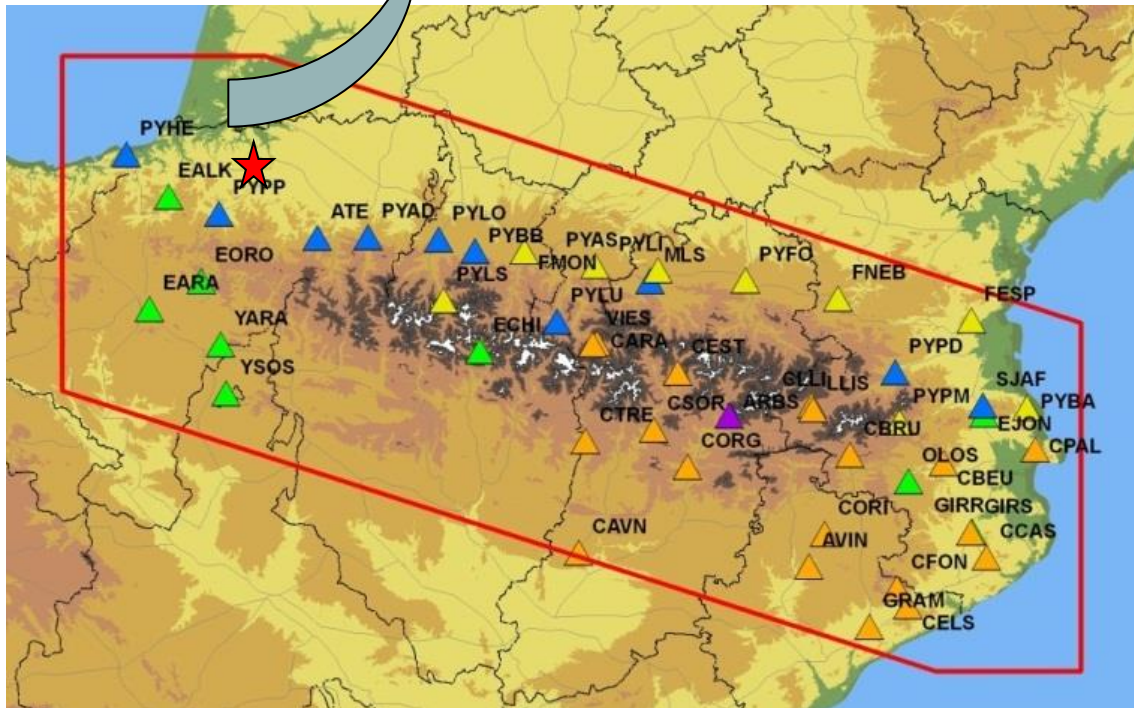 PYHE
EALK
PYPP
ATE
PYAD
PYLO
EORO
PYBB
PYAS
PYLI
MLS
PYFO
FMON
PYLS
FNEB
EARA
FESP
PYLU
YARA
ECHI
VIES
CARA
CEST
PYPD
YSOS
CLLI
LLIS
SJAF
CTRE
CSOR
ARBS
PYPM
PYBA
CBRU
EJON
CORG
CPAL
OLOS
CBEU
CORI
GIRR
GIRS
CAVN
CCAS
AVIN
CFON
GRAM
CELS